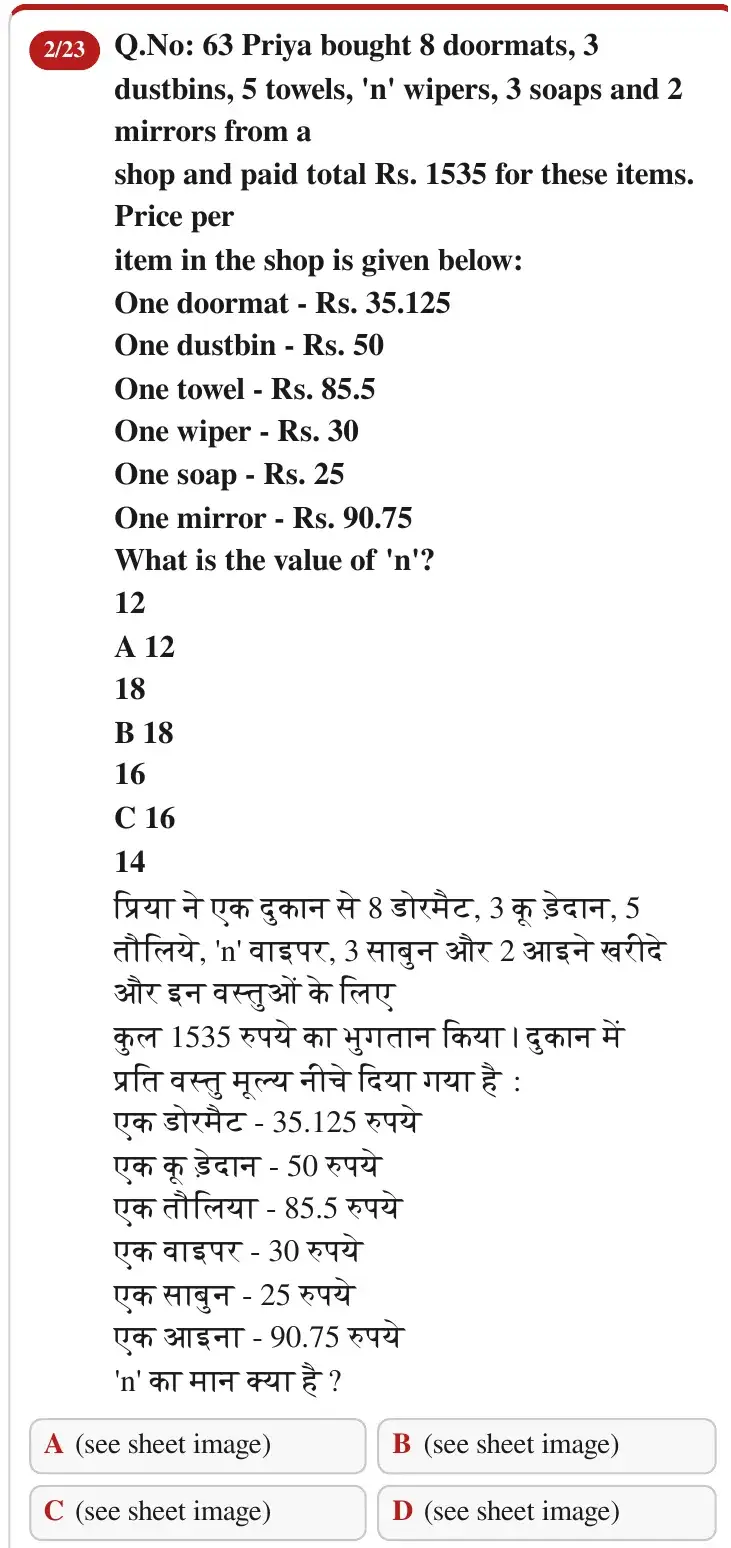 2/23 Q.No: 63 Priya bought 8 doormats, 3
dustbins, 5 towels, 'n' wipers, 3 soaps and 2
mirrors from a
shop and paid total Rs. 1535 for these items.
Price per
item in the shop is given below:
One doormat - Rs. 35.125
One dustbin - Rs. 50
One towel - Rs. 85.5
One wiper - Rs. 30
One soap - Rs. 25
One mirror - Rs. 90.75
What is the value of 'n'?
12
A 12
18
B 18
16
C 16
14
प्रिया ने एक दुकान से 8 डोरमैट, 3 कू ड़ेदान, 5
तौलिये, 'n' वाइपर, 3 साबुन और 2 आइने खरीदे
और इन वस्तुओं के लिए
कुल 1535 रुपये का भुगतान किया। दुकान में
प्रति वस्तु मूल्य नीचे दिया गया है :
एक डोरमैट - 35.125 रुपये
एक कू ड़ेदान - 50 रुपये
एक तौलिया - 85.5 रुपये
एक वाइपर - 30 रुपये
एक साबुन - 25 रुपये
एक आइना - 90.75 रुपये
'n' का मान क्या है ?
A (see sheet image)
B (see sheet image)
C (see sheet image)
D (see sheet image)